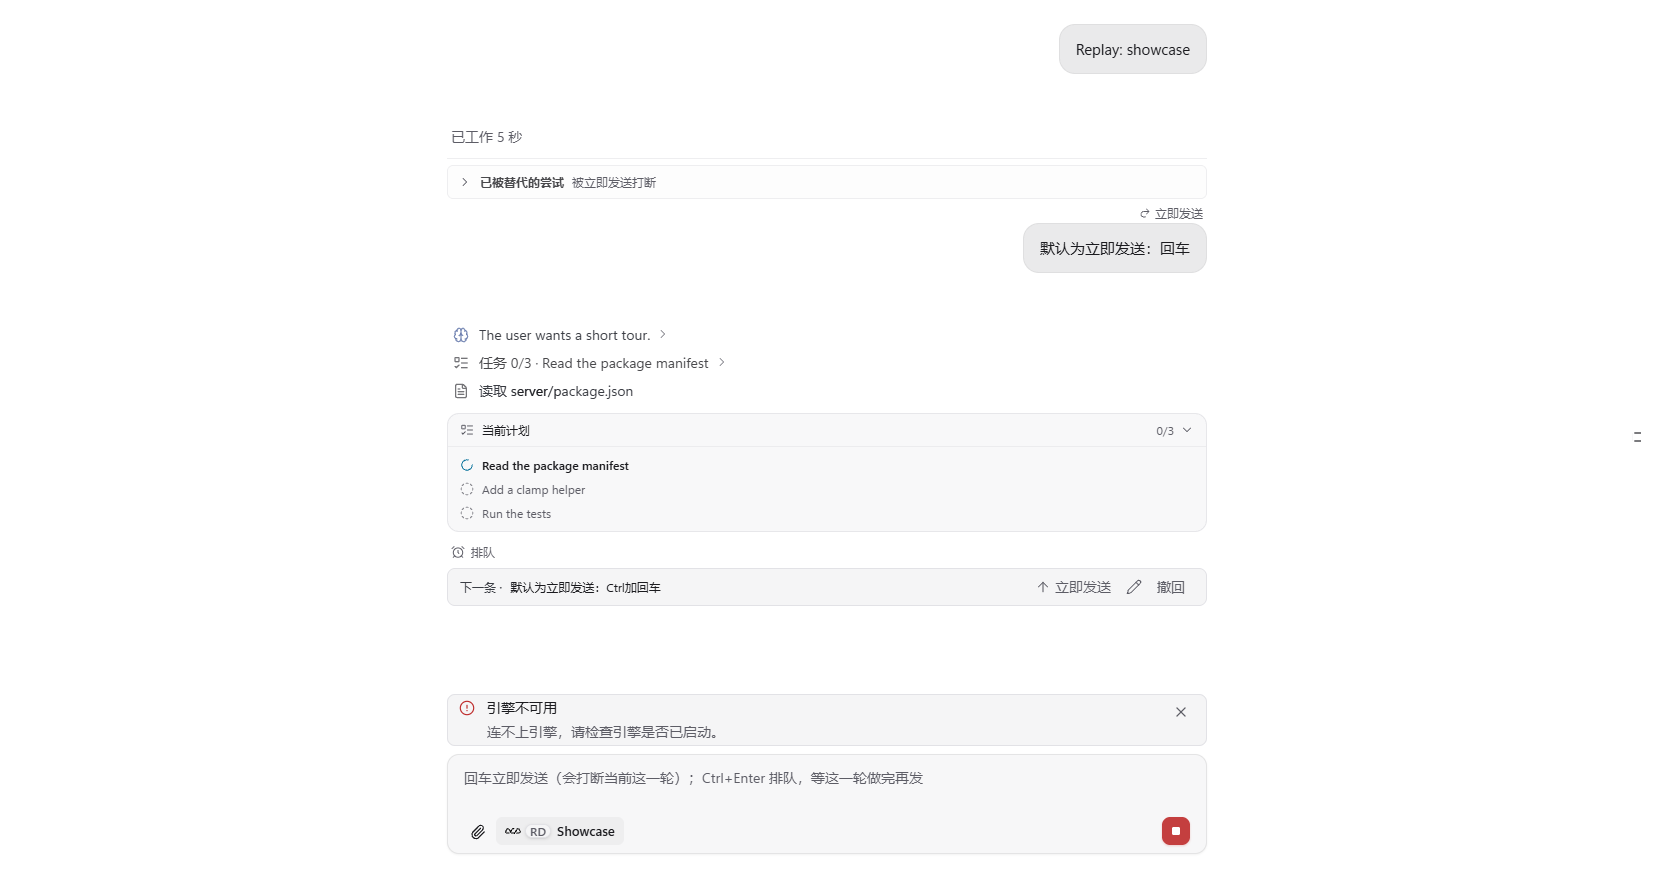 Replay: showcase
已工作 5 秒
已被替代的尝试 被立即发送打断
立即发送
默认为立即发送：回车
The user wants a short tour.
任务 0/3 · Read the package manifest
读取 server/package.json
当前计划 0/3
Read the package manifest
Add a clamp helper
Run the tests
排队
下一条 · 默认为立即发送：Ctrl加回车 立即发送 撤回
引擎不可用
连不上引擎，请检查引擎是否已启动。
回车立即发送（会打断当前这一轮）；Ctrl+Enter 排队，等这一轮做完再发
RD Showcase